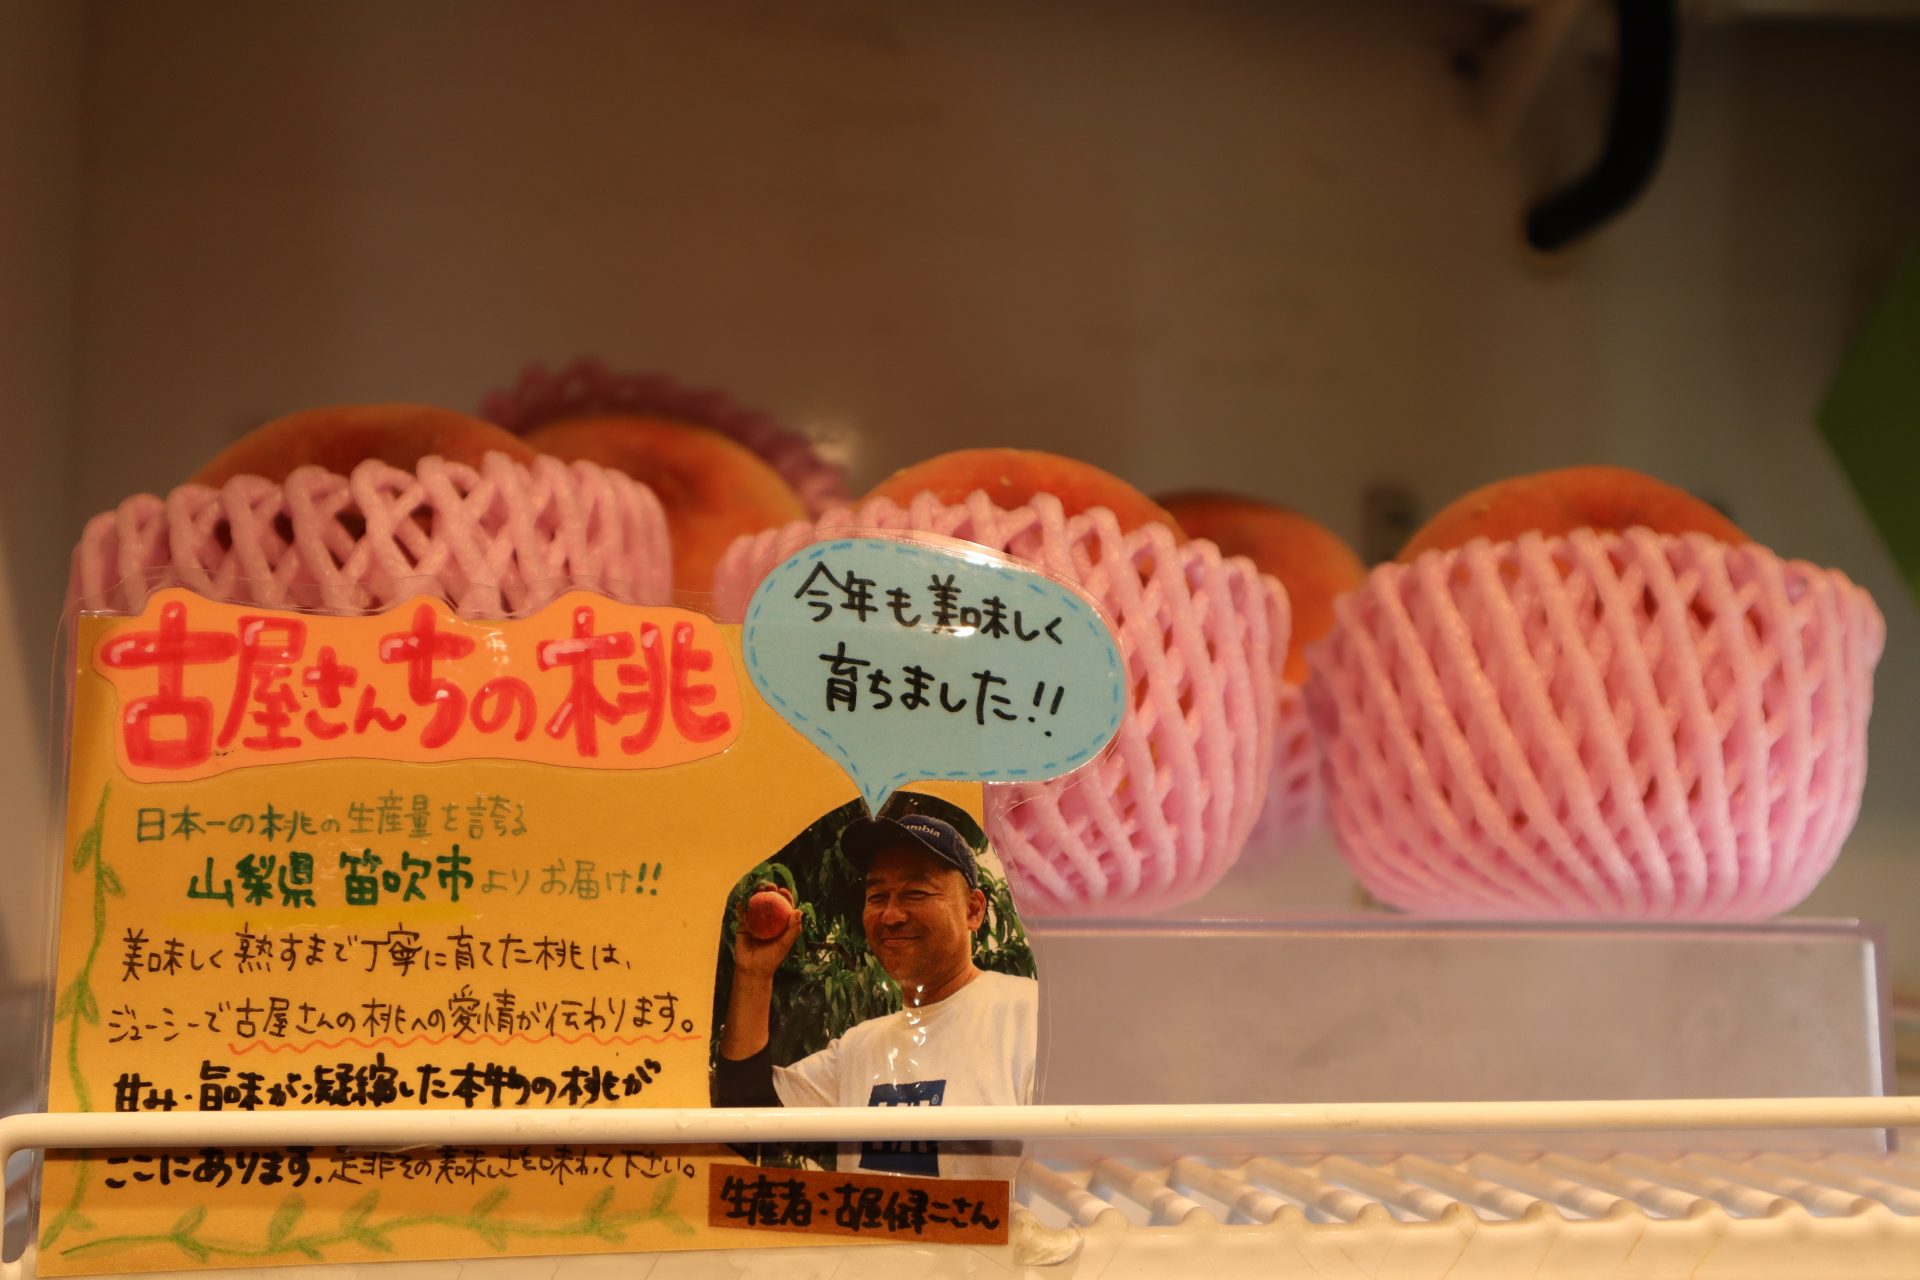 古屋さんちの桃
今年も美味しく
育ちました!!
日本一の桃の生産量を誇る
山梨県 笛吹市よりお届け!!
美味しく熟すまで丁寧に育てた桃は、
ジューシーで古屋さんの桃への愛情が伝わります。
甘み・旨味が凝縮した本物の桃が
ここにあります。是非その美味しさを味わって下さい。
生産者:古屋健二さん